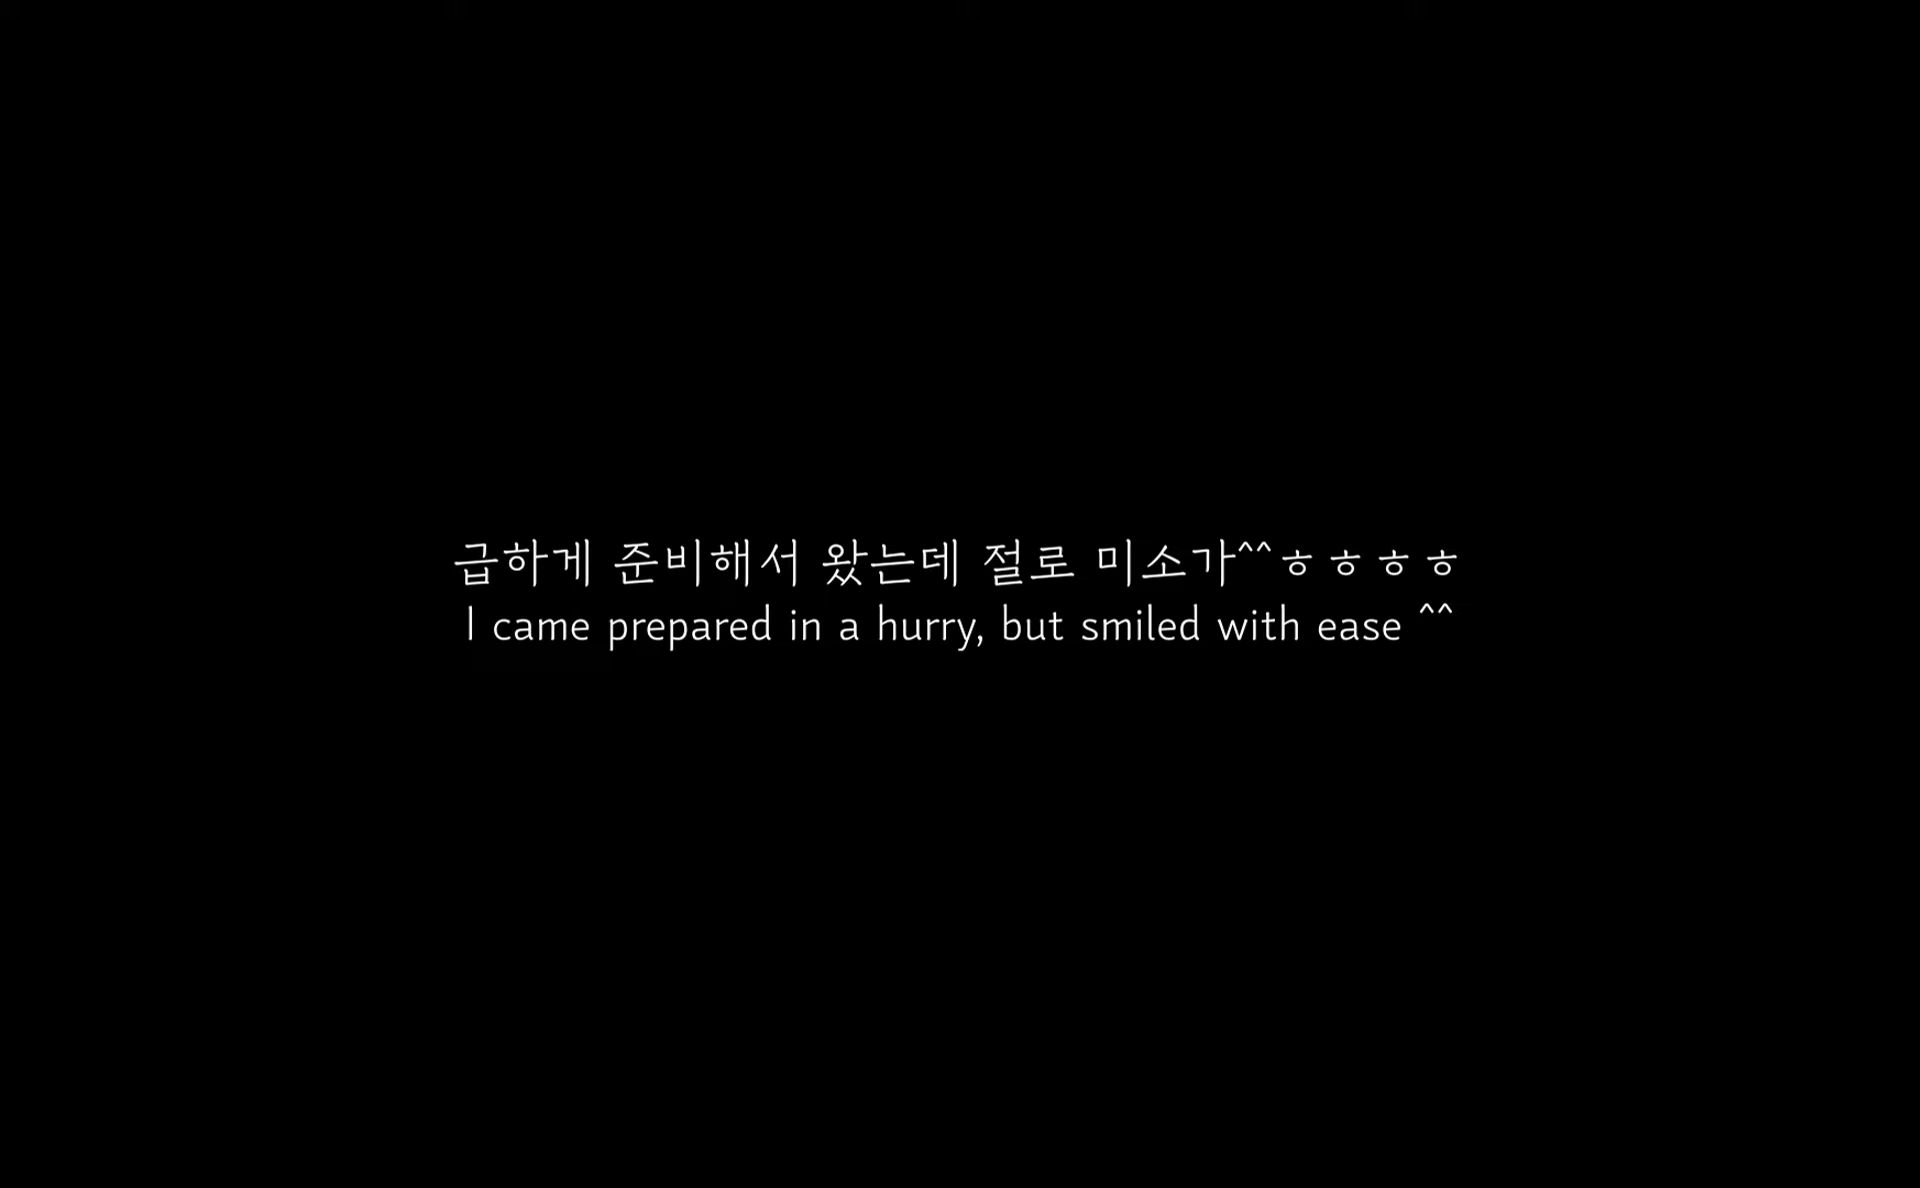 급하게 준비해서 왔는데 절로 미소가^^ㅎㅎㅎㅎ
I came prepared in a hurry, but smiled with ease ^^